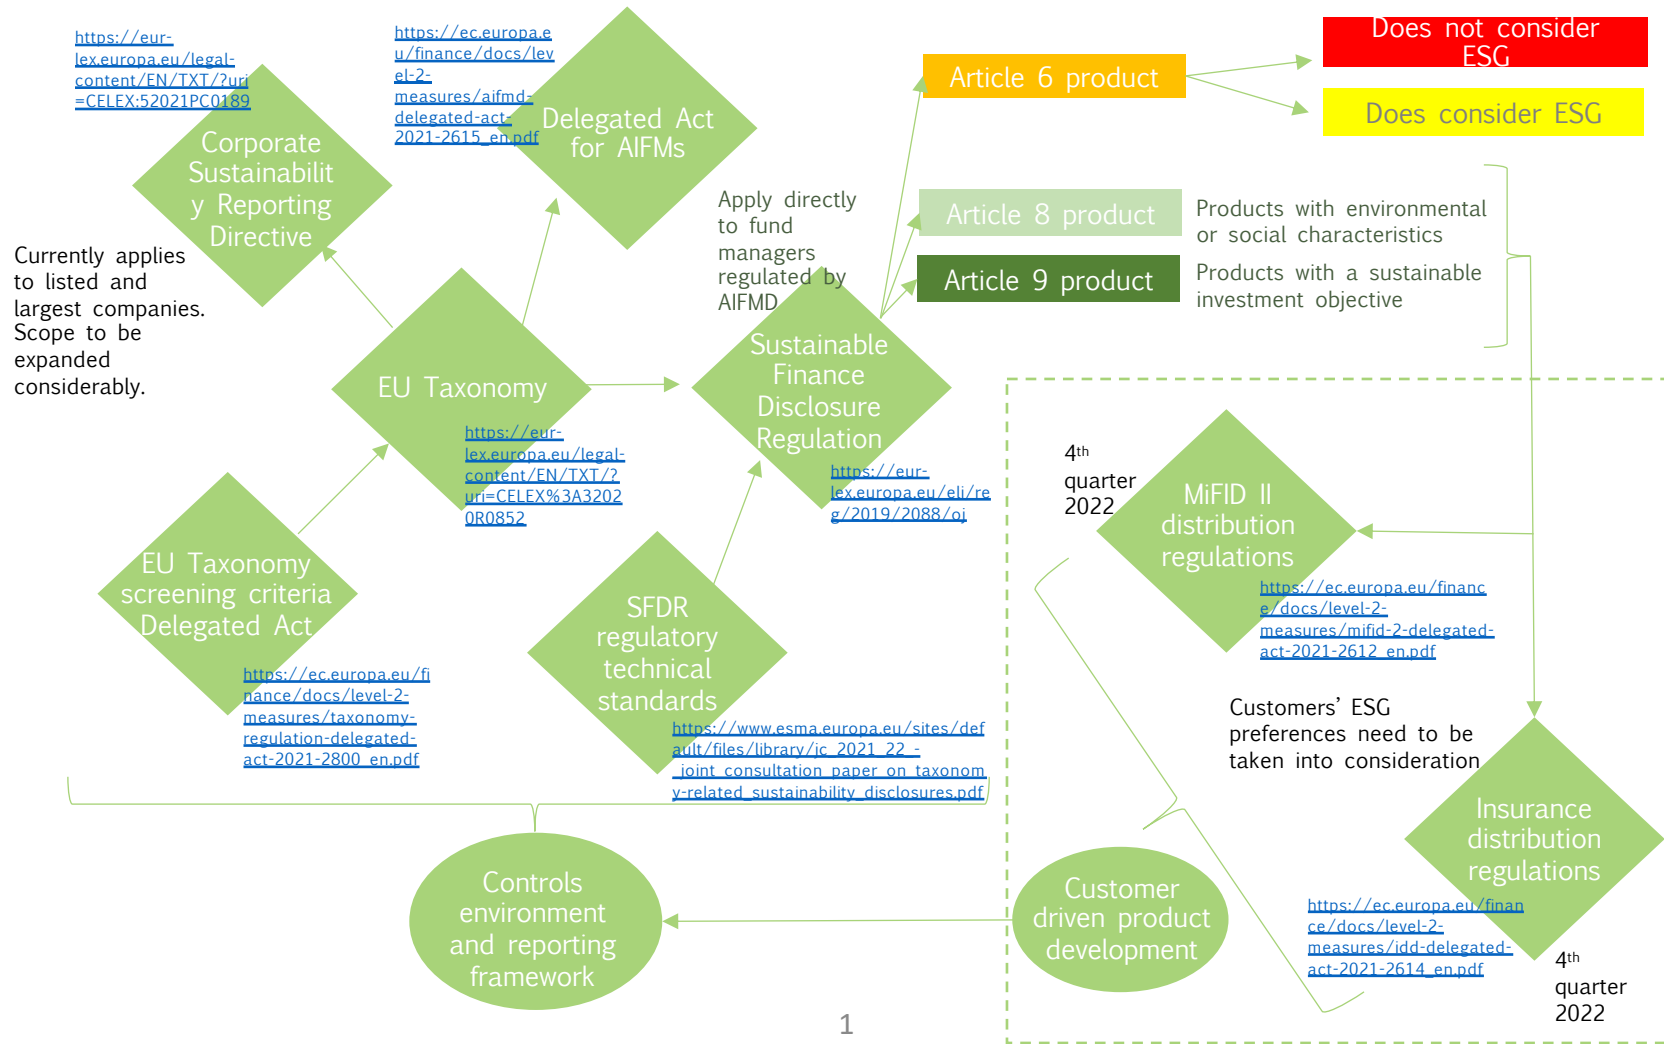 https://eur-
lex.europa.eu/legal-
content/EN/TXT/?uri
=CELEX:52021PC0189
https://ec.europa.e
u/finance/docs/lev
el-2-
measures/aifmd-
delegated-act-
2021-2615_en.pdf
Article 6 product
Does not consider
ESG
Does consider ESG
Corporate
Sustainabilit
y Reporting
Directive
Delegated Act
for AIFMs
Apply directly
to fund
managers
regulated by
AIFMD
Article 8 product
Products with environmental
or social characteristics
Article 9 product
Products with a sustainable
investment objective
Currently applies
to listed and
largest companies.
Scope to be
expanded
considerably.
EU Taxonomy
https://eur-
lex.europa.eu/legal-
content/EN/TXT/?
uri=CELEX%3A3202
0R0852
Sustainable
Finance
Disclosure
Regulation
https://eur-
lex.europa.eu/eli/re
g/2019/2088/oj
4th
quarter
2022
MiFID II
distribution
regulations
https://ec.europa.eu/financ
e/docs/level-2-
measures/mifid-2-delegated-
act-2021-2612_en.pdf
EU Taxonomy
screening criteria
Delegated Act
https://ec.europa.eu/fi
nance/docs/level-2-
measures/taxonomy-
regulation-delegated-
act-2021-2800_en.pdf
SFDR
regulatory
technical
standards
https://www.esma.europa.eu/sites/def
ault/files/library/jc_2021_22_-
_joint_consultation_paper_on_taxonom
y-related_sustainability_disclosures.pdf
Customers’ ESG
preferences need to be
taken into consideration
Insurance
distribution
regulations
https://ec.europa.eu/finan
ce/docs/level-2-
measures/idd-delegated-
act-2021-2614_en.pdf
4th
quarter
2022
Controls
environment
and reporting
framework
Customer
driven product
development
1